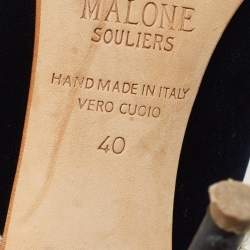 MALONE
SOULIERS
HAND MADE IN ITALY
VERO CUOIO
40